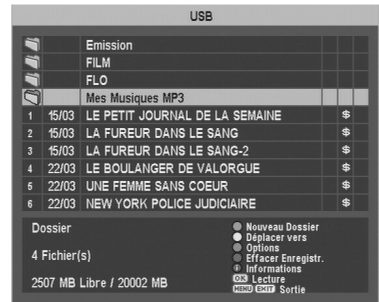 USB
Emission
FILM
FLO
Mes Musiques MP3
1 15/03 LE PETIT JOURNAL DE LA SEMAINE $
2 15/03 LA FUREUR DANS LE SANG $
3 15/03 LA FUREUR DANS LE SANG-2 $
4 22/03 LE BOULANGER DE VALORGUE $
5 22/03 UNE FEMME SANS COEUR $
6 22/03 NEW YORK POLICE JUDICIAIRE $
Dossier
4 Fichier(s)
2507 MB Libre / 20002 MB
Nouveau Dossier
Déplacer vers
Options
Effacer Enregistr.
Informations
OK Lecture
MENU EXIT Sortie